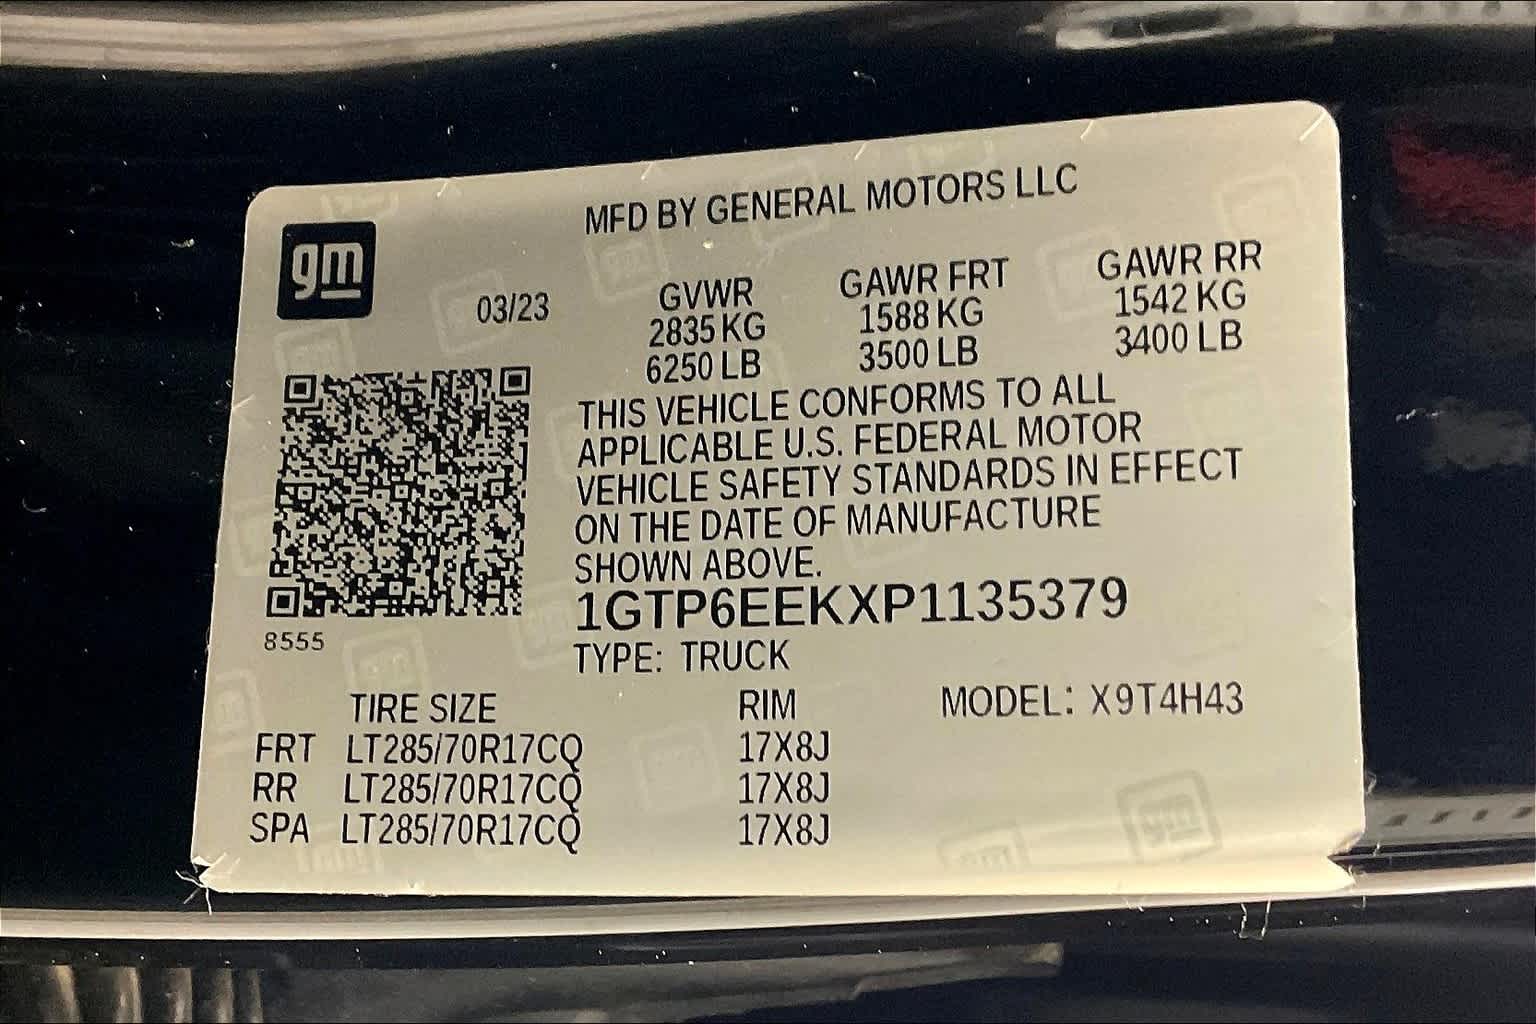 MFD BY GENERAL MOTORS LLC
gm
03/23
GVWR GAWR FRT GAWR RR
2835 KG 1588 KG 1542 KG
6250 LB 3500 LB 3400 LB
THIS VEHICLE CONFORMS TO ALL
APPLICABLE U.S. FEDERAL MOTOR
VEHICLE SAFETY STANDARDS IN EFFECT
ON THE DATE OF MANUFACTURE
SHOWN ABOVE.
1GTP6EEKXP1135379
8555
TYPE: TRUCK
TIRE SIZE RIM MODEL: X9T4H43
FRT LT285/70R17CQ 17X8J
RR LT285/70R17CQ 17X8J
SPA LT285/70R17CQ 17X8J